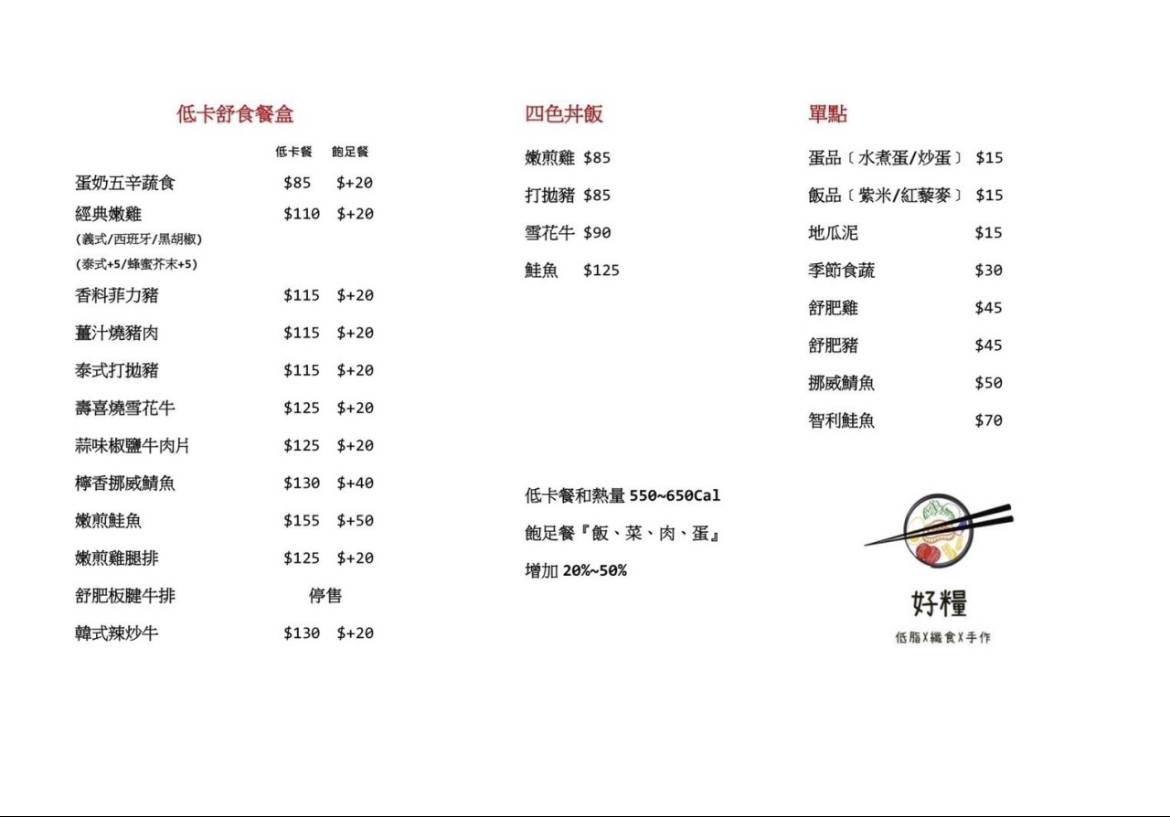 低卡舒食餐盒
低卡餐 飽足餐
蛋奶五辛蔬食 $85 $+20
經典嫩雞 $110 $+20
(義式/西班牙/黑胡椒)
(泰式+5/蜂蜜芥末+5)
香料菲力豬 $115 $+20
薑汁燒豬肉 $115 $+20
泰式打拋豬 $115 $+20
壽喜燒雪花牛 $125 $+20
蒜味椒鹽牛肉片 $125 $+20
檸香挪威鯖魚 $130 $+40
嫩煎鮭魚 $155 $+50
嫩煎雞腿排 $125 $+20
舒肥板腱牛排 停售
韓式辣炒牛 $130 $+20
四色丼飯
嫩煎雞 $85
打拋豬 $85
雪花牛 $90
鮭魚 $125
低卡餐和熱量 550~650Cal
飽足餐『飯、菜、肉、蛋』
增加 20%~50%
單點
蛋品﹝水煮蛋/炒蛋﹞ $15
飯品﹝紫米/紅藜麥﹞ $15
地瓜泥 $15
季節食蔬 $30
舒肥雞 $45
舒肥豬 $45
挪威鯖魚 $50
智利鮭魚 $70
好糧
低脂X纖食X手作